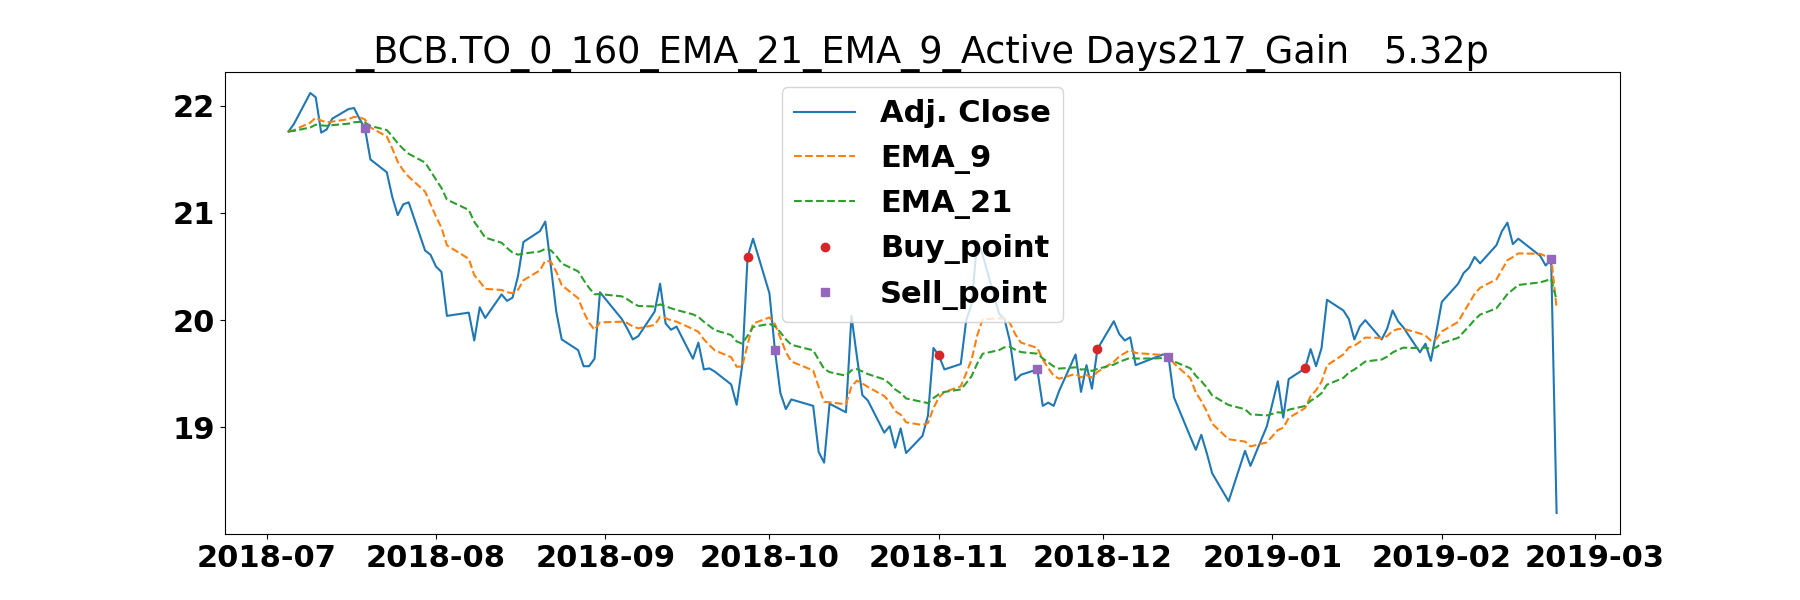 _BCB.TO_0_160_EMA_21_EMA_9_Active Days217_Gain   5.32p
22
21
20
19
Adj. Close
EMA_9
EMA_21
Buy_point
Sell_point
2018-07 2018-08 2018-09 2018-10 2018-11 2018-12 2019-01 2019-02 2019-03